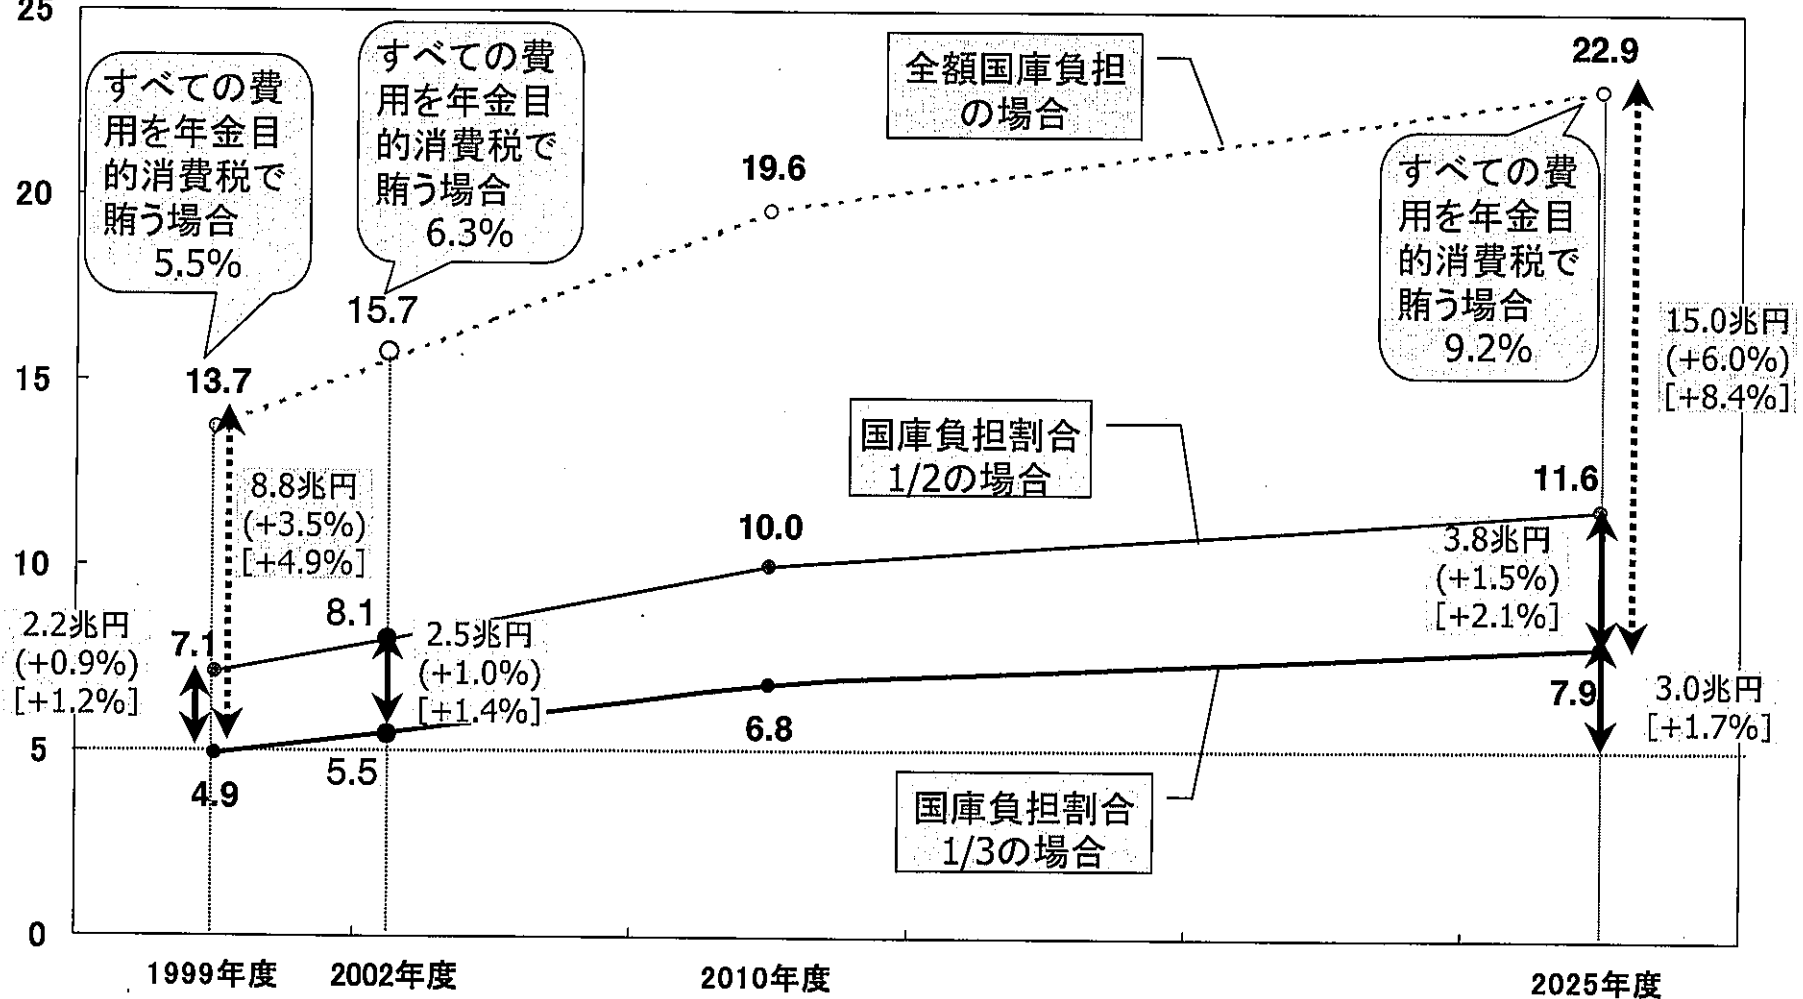 25
20
15
10
5
0
すべての費
用を年金目
的消費税で
賄う場合
5.5%
すべての費
用を年金目
的消費税で
賄う場合
6.3%
全額国庫負担
の場合
22.9
すべての費
用を年金目
的消費税で
賄う場合
9.2%
19.6
15.7
13.7
15.0兆円
(+6.0%)
[+8.4%]
8.8兆円
(+3.5%)
[+4.9%]
国庫負担割合
1/2の場合
11.6
10.0
3.8兆円
(+1.5%)
[+2.1%]
8.1
7.1
2.2兆円
(+0.9%)
[+1.2%]
2.5兆円
(+1.0%)
[+1.4%]
7.9
3.0兆円
[+1.7%]
6.8
5.5
4.9
国庫負担割合
1/3の場合
1999年度
2002年度
2010年度
2025年度